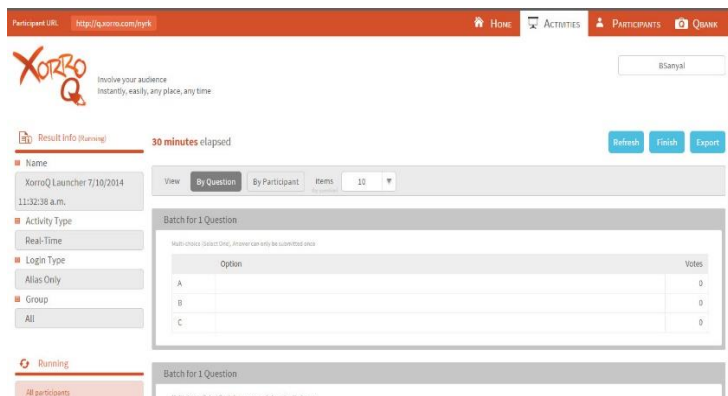 Participant URL http://q.xorro.com/nyrk Home Activities Participants QBank
XORRO Q
Involve your audience
Instantly, easily, any place, any time
BSanyal
Result info (Running)
30 minutes elapsed
Refresh Finish Export
Name
XorroQ Launcher 7/10/2014
11:32:38 a.m.
View By Question By Participant items 10
Activity Type
Real-Time
Login Type
Alias Only
Group
All
Batch for 1 Question
Multi choice (Select One), Answer can only be submitted once
Option Votes
A 0
B 0
C 0
Running
All participants
Batch for 1 Question